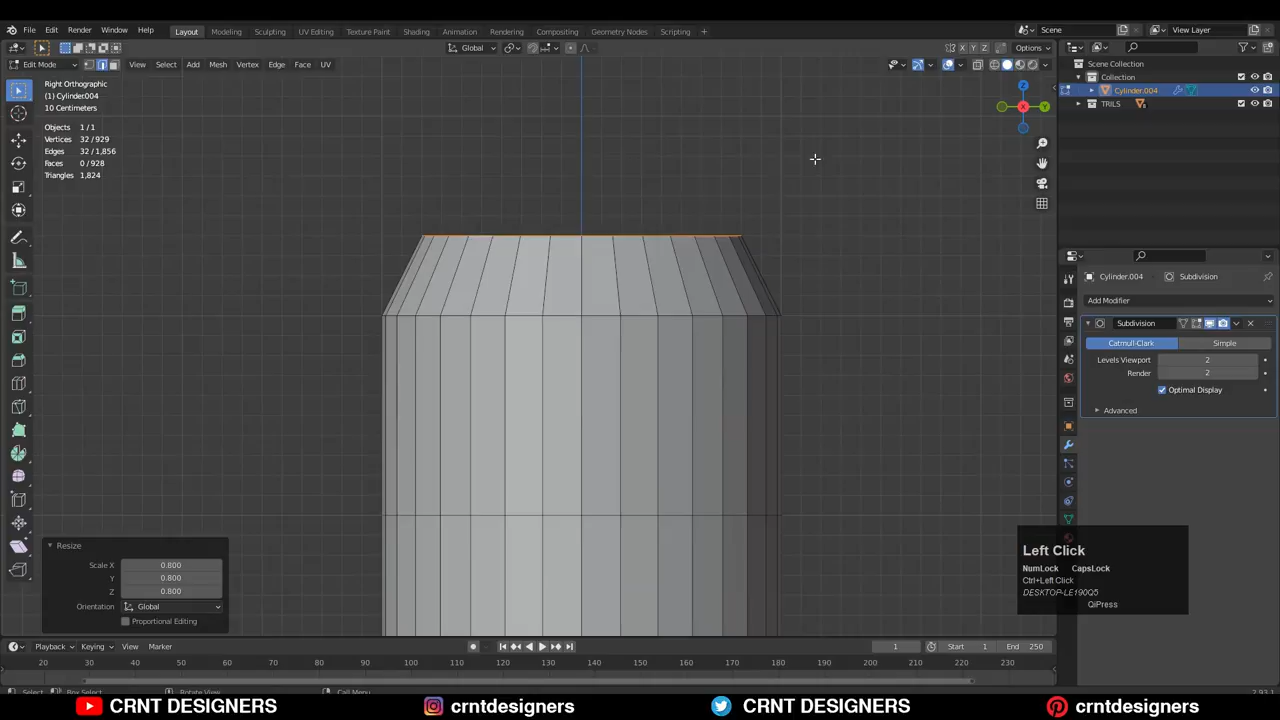 File Edit Render Window Help Layout Modeling Sculpting UV Editing Texture Paint Shading Animation Rendering Compositing Geometry Nodes Scripting + Scene View Layer
Global Options
Edit Mode View Select Add Mesh Vertex Edge Face UV
X Y Z
Right Orthographic
(1) Cylinder.004
10 Centimeters
Objects 1 / 1
Vertices 32 / 929
Edges 32 / 1,856
Faces 0 / 928
Triangles 1,824
Z
X
Y
Scene Collection
Collection
Cylinder.004
TRILS
Cylinder.004 Subdivision
Add Modifier
Subdivision
Catmull-Clark Simple
Levels Viewport 2
Render 2
Optimal Display
Advanced
Resize
Scale X 0.800
Y 0.800
Z 0.800
Orientation Global
Proportional Editing
Left Click
NumLock CapsLock
Ctrl+Left Click
DESKTOP-LE190Q5
QiPress
Playback Keying View Marker 1 Start 1 End 250
20 30 40 50 60 70 80 90 100 110 120 130 140 150 160 170 180 190 200 210 220 230
CRNT DESIGNERS crntdesigners CRNT DESIGNERS crntdesigners